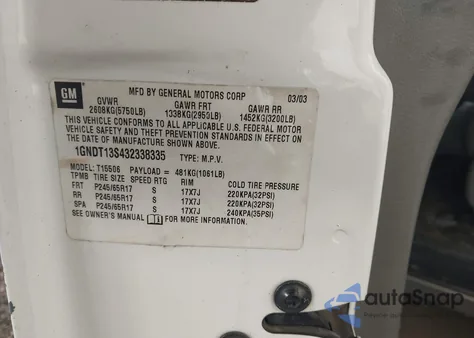 GM
MFD BY GENERAL MOTORS CORP 03/03
GVWR GAWR FRT GAWR RR
2608KG(5750LB) 1338KG(2950LB) 1452KG(3200LB)
THIS VEHICLE CONFORMS TO ALL APPLICABLE U.S. FEDERAL MOTOR
VEHICLE SAFETY AND THEFT PREVENTION STANDARDS IN EFFECT ON
THE DATE OF MANUFACTURE SHOWN ABOVE.
1GNDT13S432338335 TYPE: M.P.V.
MODEL: T15506 PAYLOAD = 481KG(1061LB)
TPMB TIRE SIZE SPEED RTG RIM COLD TIRE PRESSURE
FRT P245/65R17 S 17X7J 220KPA(32PSI)
RR P245/65R17 S 17X7J 220KPA(32PSI)
SPA P245/65R17 S 17X7J 240KPA(35PSI)
SEE OWNER'S MANUAL FOR MORE INFORMATION.
autoSnap